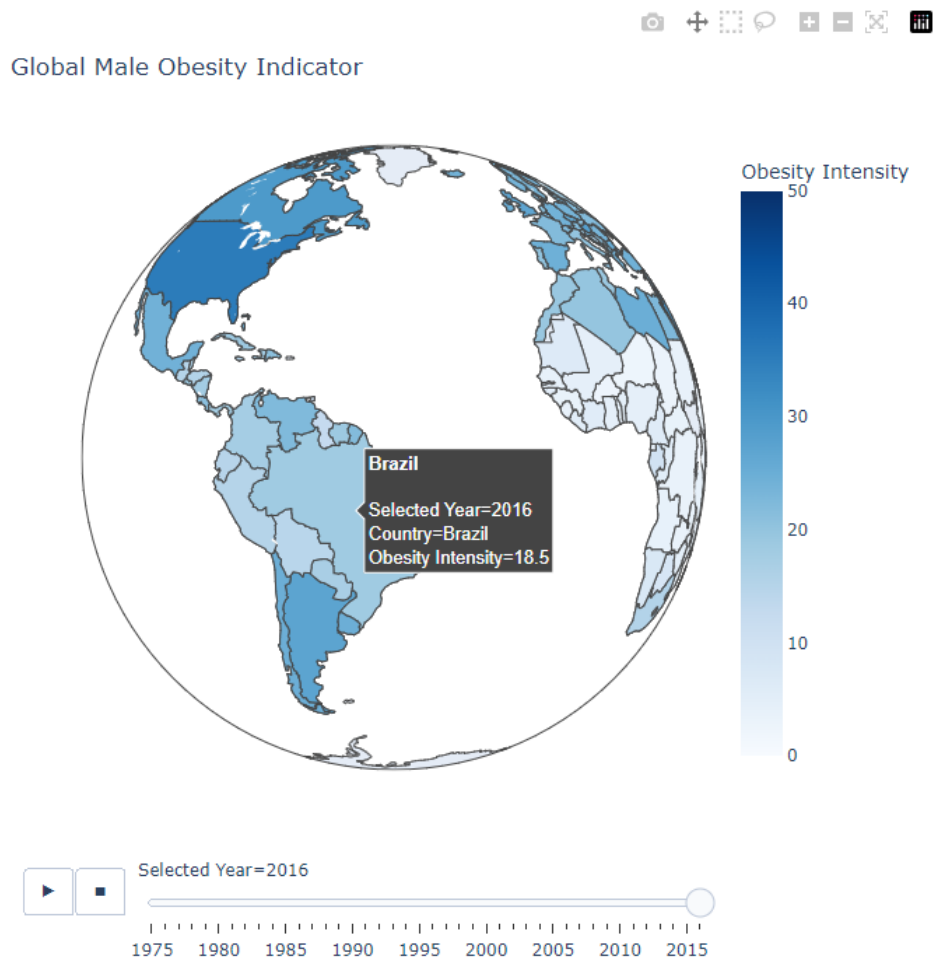 Global Male Obesity Indicator
Obesity Intensity
50
40
30
20
10
0
Brazil
Selected Year=2016
Country=Brazil
Obesity Intensity=18.5
Selected Year=2016
1975 1980 1985 1990 1995 2000 2005 2010 2015